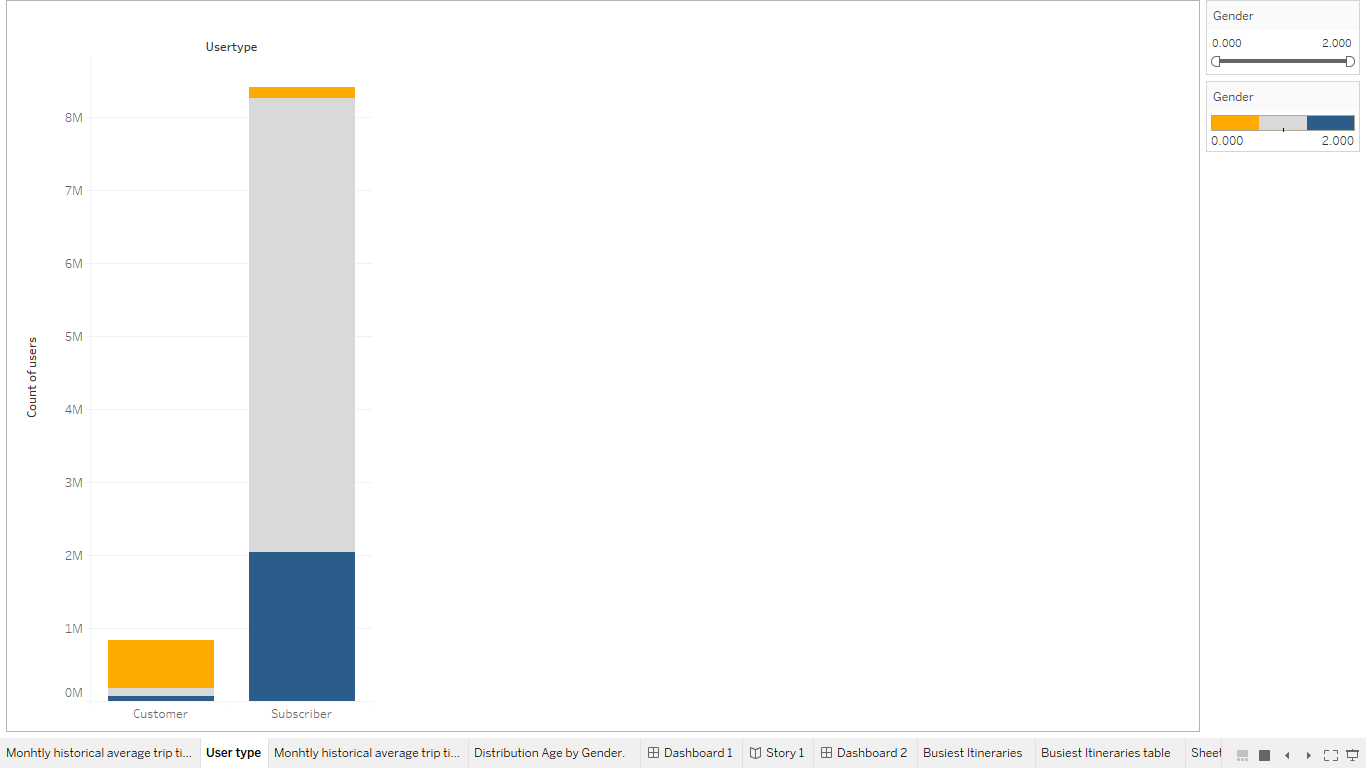 Usertype
Count of users
8M
7M
6M
5M
4M
3M
2M
1M
0M
Customer Subscriber
Gender
0.000 2.000
Gender
0.000 2.000
Monhtly historical average trip ti... User type Monhtly historical average trip ti... Distribution Age by Gender. Dashboard 1 Story 1 Dashboard 2 Busiest Itineraries Busiest Itineraries table Sheet